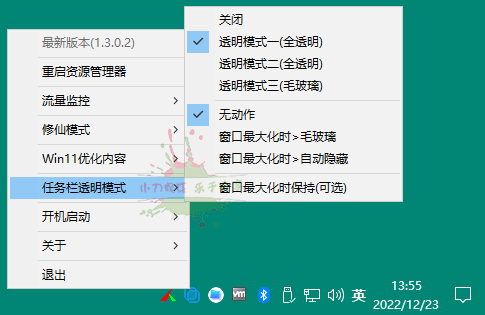 最新版本(1.3.0.2)
重启资源管理器
流量监控
修仙模式
Win11优化内容
任务栏透明模式
开机启动
关于
退出
关闭
透明模式一(全透明)
透明模式二(全透明)
透明模式三(毛玻璃)
无动作
窗口最大化时>毛玻璃
窗口最大化时>自动隐藏
窗口最大化时保持(可选)
vm
英
13:55
2022/12/23